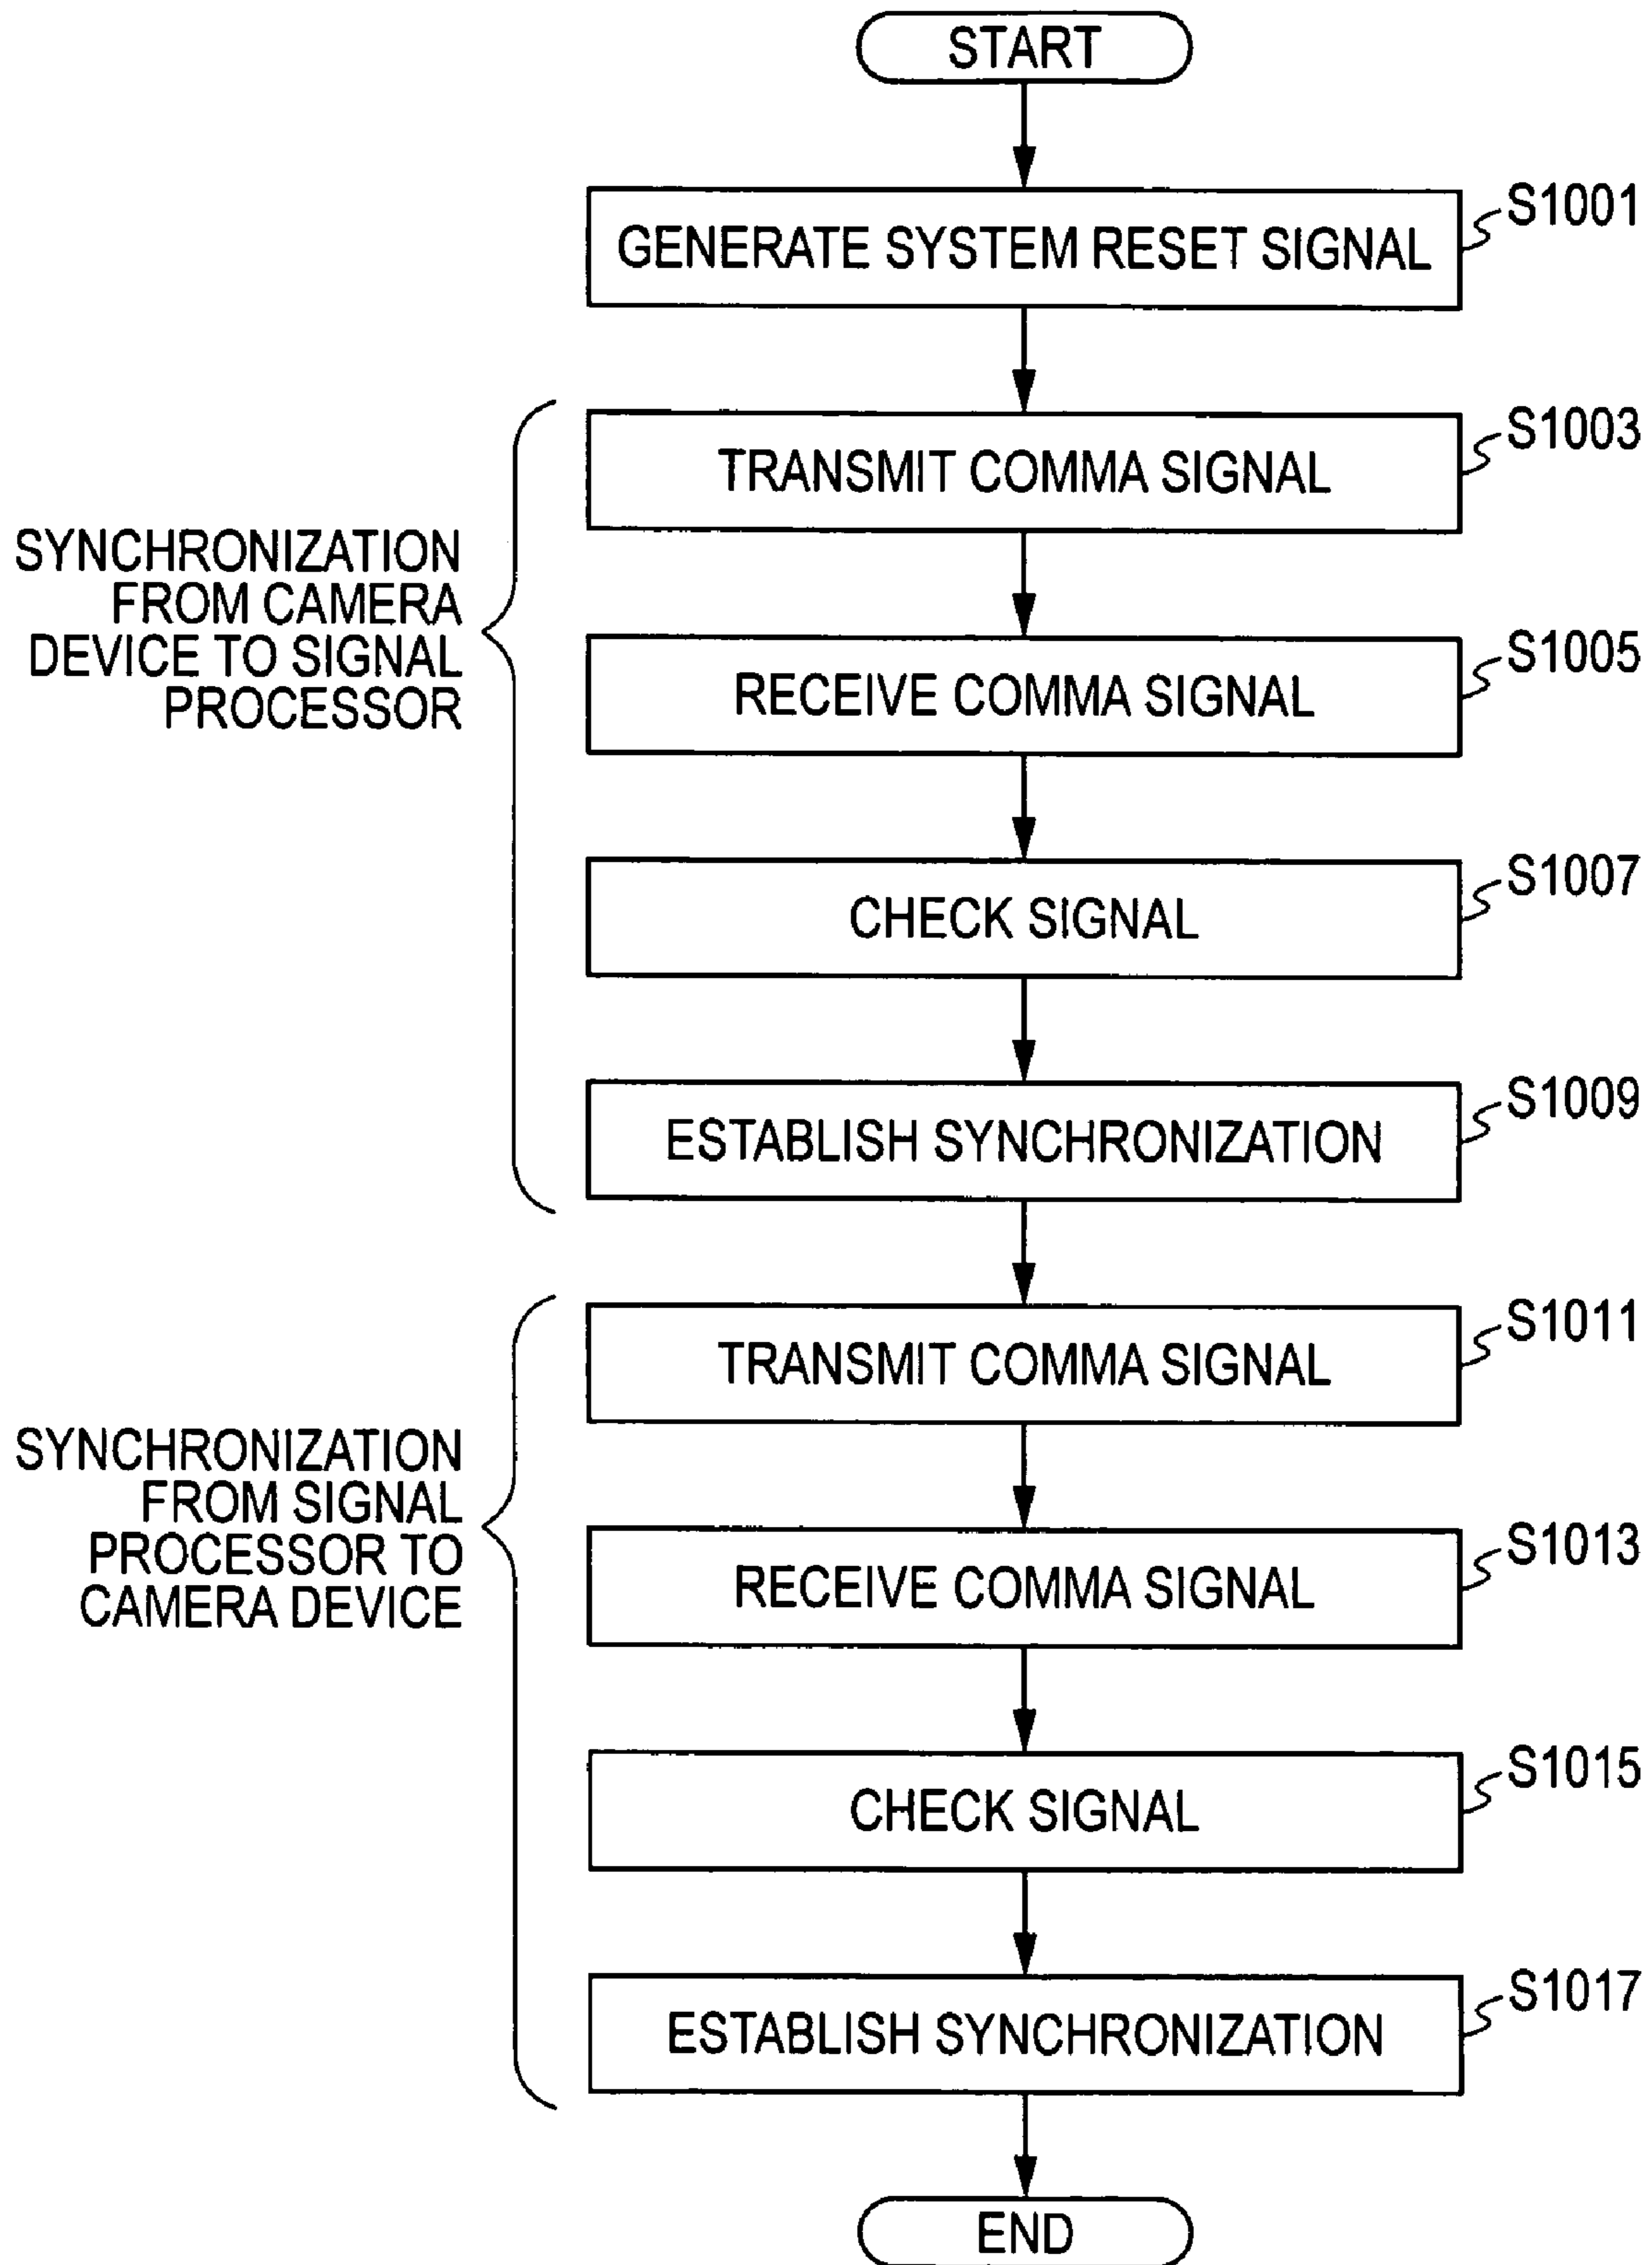 START
GENERATE SYSTEM RESET SIGNAL
S1001
TRANSMIT COMMA SIGNAL
S1003
SYNCHRONIZATION
FROM CAMERA
DEVICE TO SIGNAL
PROCESSOR
RECEIVE COMMA SIGNAL
S1005
CHECK SIGNAL
S1007
ESTABLISH SYNCHRONIZATION
S1009
TRANSMIT COMMA SIGNAL
S1011
SYNCHRONIZATION
FROM SIGNAL
PROCESSOR TO
CAMERA DEVICE
RECEIVE COMMA SIGNAL
S1013
CHECK SIGNAL
S1015
ESTABLISH SYNCHRONIZATION
S1017
END